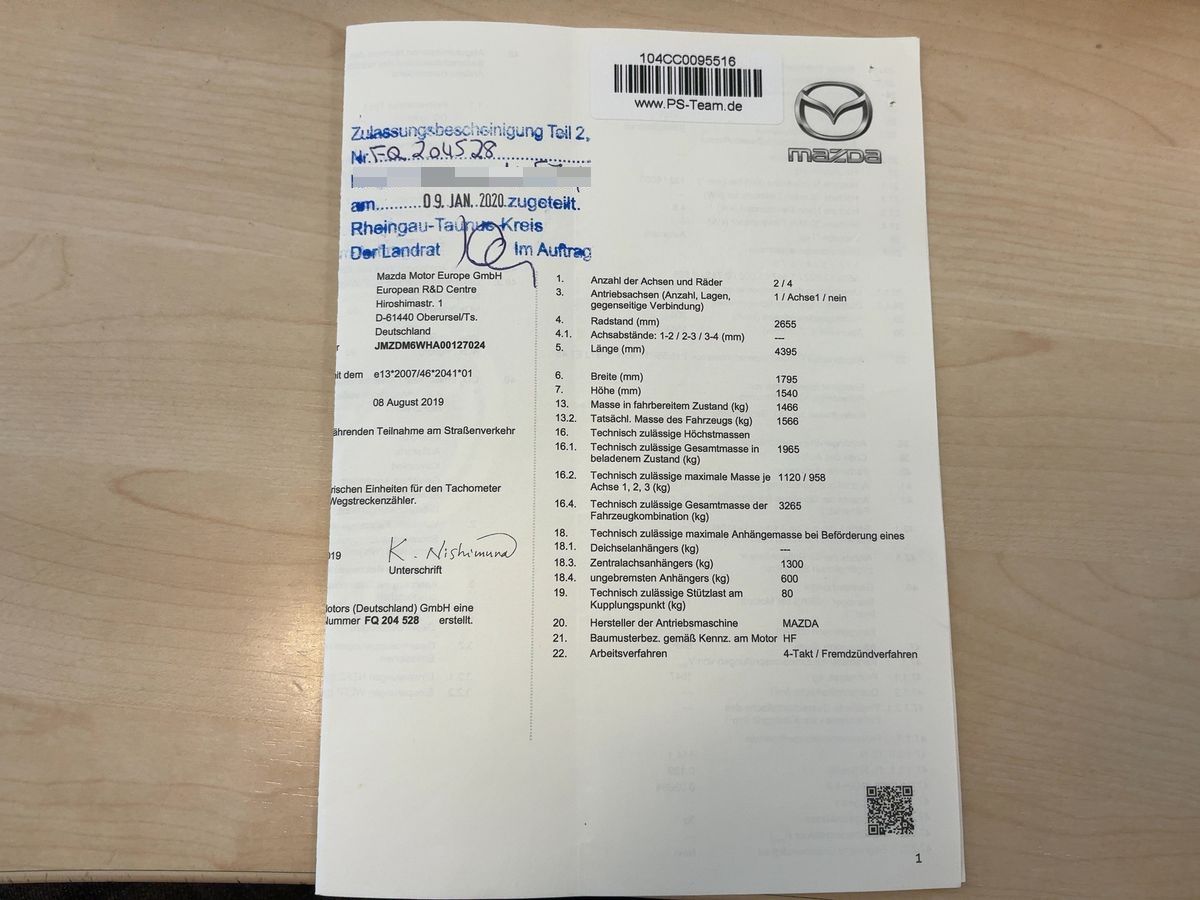 104CC0095516
www.PS-Team.de
mazda
Zulassungsbescheinigung Teil 2,
Nr. FQ 204528
am 09. JAN. 2020 zugeteilt.
Rheingau-Taunus-Kreis
Der Landrat Im Auftrag
Mazda Motor Europe GmbH
European R&D Centre
Hiroshimastr. 1
D-61440 Oberursel/Ts.
Deutschland
JMZDM6WHA00127024
it dem e13*2007/46*2041*01
08 August 2019
ährenden Teilnahme am Straßenverkehr
rischen Einheiten für den Tachometer
Wegstreckenzähler.
019 K. Nishimura
Unterschrift
otors (Deutschland) GmbH eine
ummer FQ 204 528 erstellt.
1. Anzahl der Achsen und Räder 2 / 4
3. Antriebsachsen (Anzahl, Lagen, 1 / Achse1 / nein
gegenseitige Verbindung)
4. Radstand (mm) 2655
4.1. Achsabstände: 1-2 / 2-3 / 3-4 (mm) ---
5. Länge (mm) 4395
6. Breite (mm) 1795
7. Höhe (mm) 1540
13. Masse in fahrbereitem Zustand (kg) 1466
13.2. Tatsächl. Masse des Fahrzeugs (kg) 1566
16. Technisch zulässige Höchstmassen
16.1. Technisch zulässige Gesamtmasse in 1965
beladenem Zustand (kg)
16.2. Technisch zulässige maximale Masse je 1120 / 958
Achse 1, 2, 3 (kg)
16.4. Technisch zulässige Gesamtmasse der 3265
Fahrzeugkombination (kg)
18. Technisch zulässige maximale Anhängemasse bei Beförderung eines
18.1. Deichselanhängers (kg) ---
18.3. Zentralachsanhängers (kg) 1300
18.4. ungebremsten Anhängers (kg) 600
19. Technisch zulässige Stützlast am 80
Kupplungspunkt (kg)
20. Hersteller der Antriebsmaschine MAZDA
21. Baumusterbez. gemäß Kennz. am Motor HF
22. Arbeitsverfahren 4-Takt / Fremdzündverfahren
1